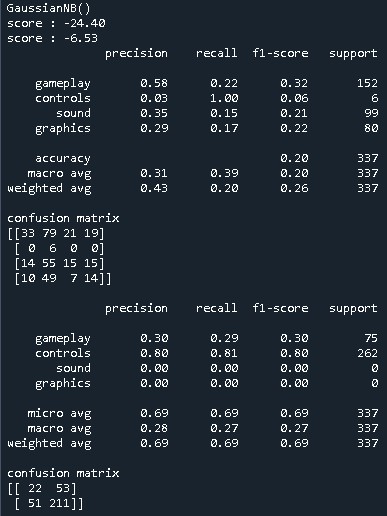 GaussianNB()
score : -24.40
score : -6.53
precision recall f1-score support
gameplay 0.58 0.22 0.32 152
controls 0.03 1.00 0.06 6
sound 0.35 0.15 0.21 99
graphics 0.29 0.17 0.22 80
accuracy 0.20 337
macro avg 0.31 0.39 0.20 337
weighted avg 0.43 0.20 0.26 337
confusion matrix
[[33 79 21 19]
[ 0 6 0 0]
[14 55 15 15]
[10 49 7 14]]
precision recall f1-score support
gameplay 0.30 0.29 0.30 75
controls 0.80 0.81 0.80 262
sound 0.00 0.00 0.00 0
graphics 0.00 0.00 0.00 0
micro avg 0.69 0.69 0.69 337
macro avg 0.28 0.27 0.27 337
weighted avg 0.69 0.69 0.69 337
confusion matrix
[[ 22 53]
[ 51 211]]